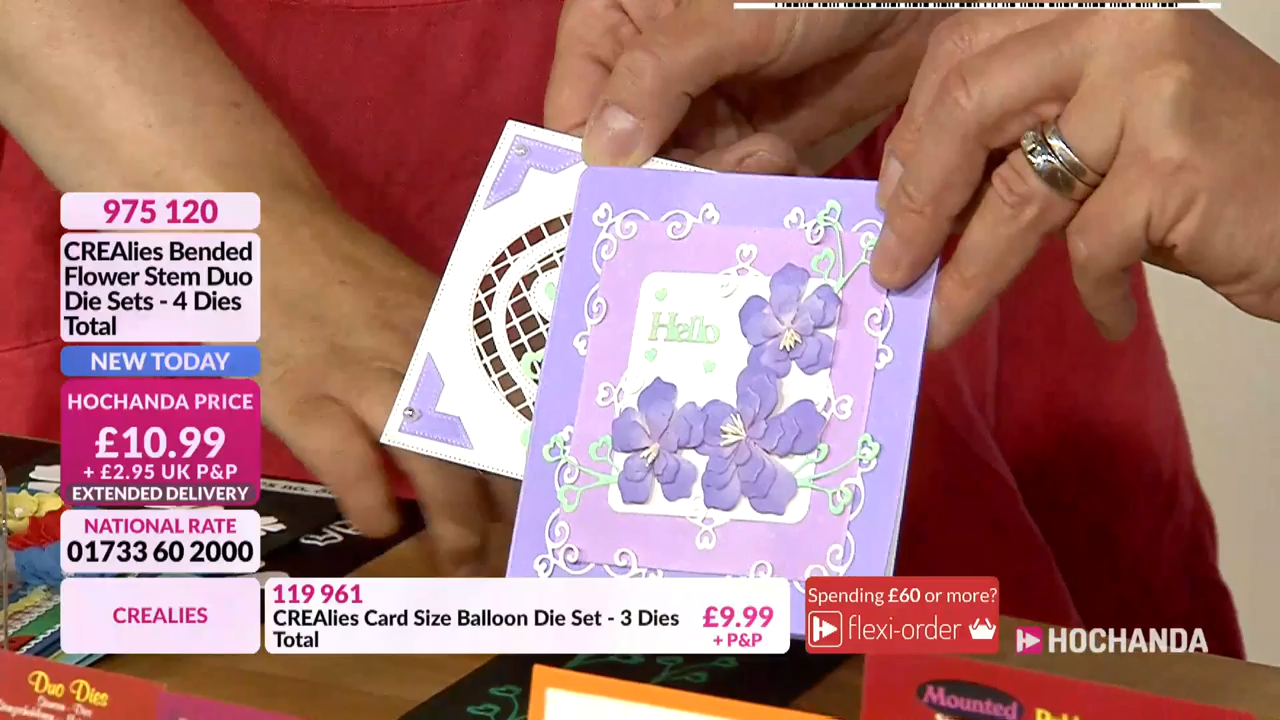 975 120
CREAlies Bended
Flower Stem Duo
Die Sets - 4 Dies
Total
NEW TODAY
HOCHANDA PRICE
£10.99
+ £2.95 UK P&P
EXTENDED DELIVERY
NATIONAL RATE
01733 60 2000
CREALIES
119 961
CREAlies Card Size Balloon Die Set - 3 Dies
Total
£9.99
+ P&P
Spending £60 or more?
flexi-order
HOCHANDA
Hello
Duo Dies
Mounted